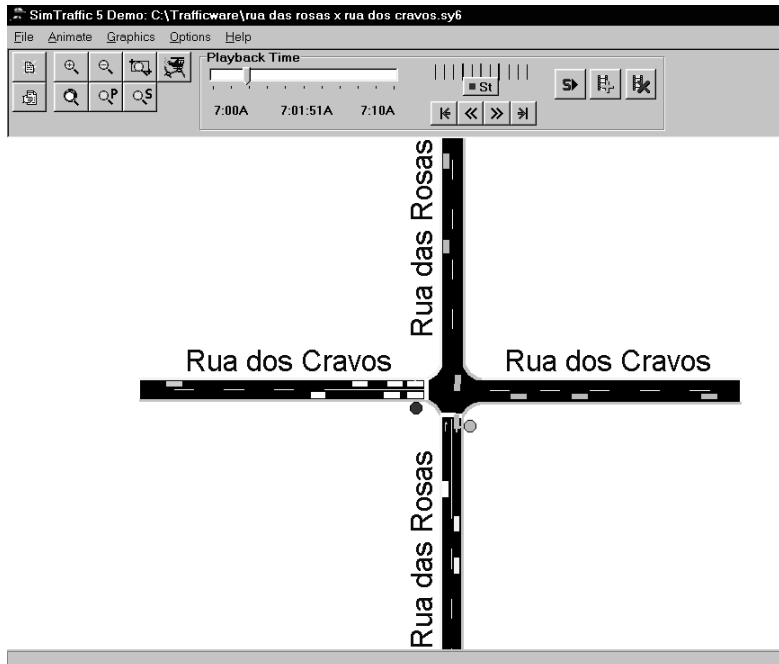 SimTraffic 5 Demo: C:\Trafficware\rua das rosas x rua dos cravos.sy6
File Animate Graphics Options Help
Playback Time
P S
St
S
7:00A 7:01:51A 7:10A
Rua das Rosas
Rua dos Cravos Rua dos Cravos
Rua das Rosas